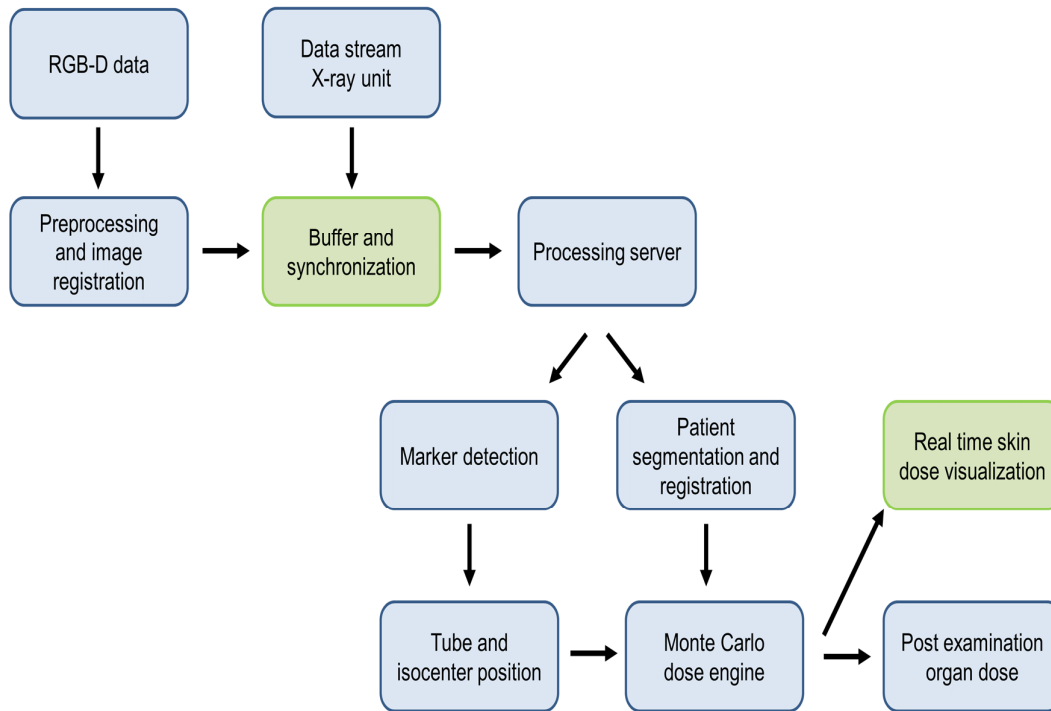 RGB-D data
Data stream
X-ray unit
Preprocessing
and image
registration
Buffer and
synchronization
Processing server
Marker detection
Patient
segmentation and
registration
Real time skin
dose visualization
Tube and
isocenter position
Monte Carlo
dose engine
Post examination
organ dose